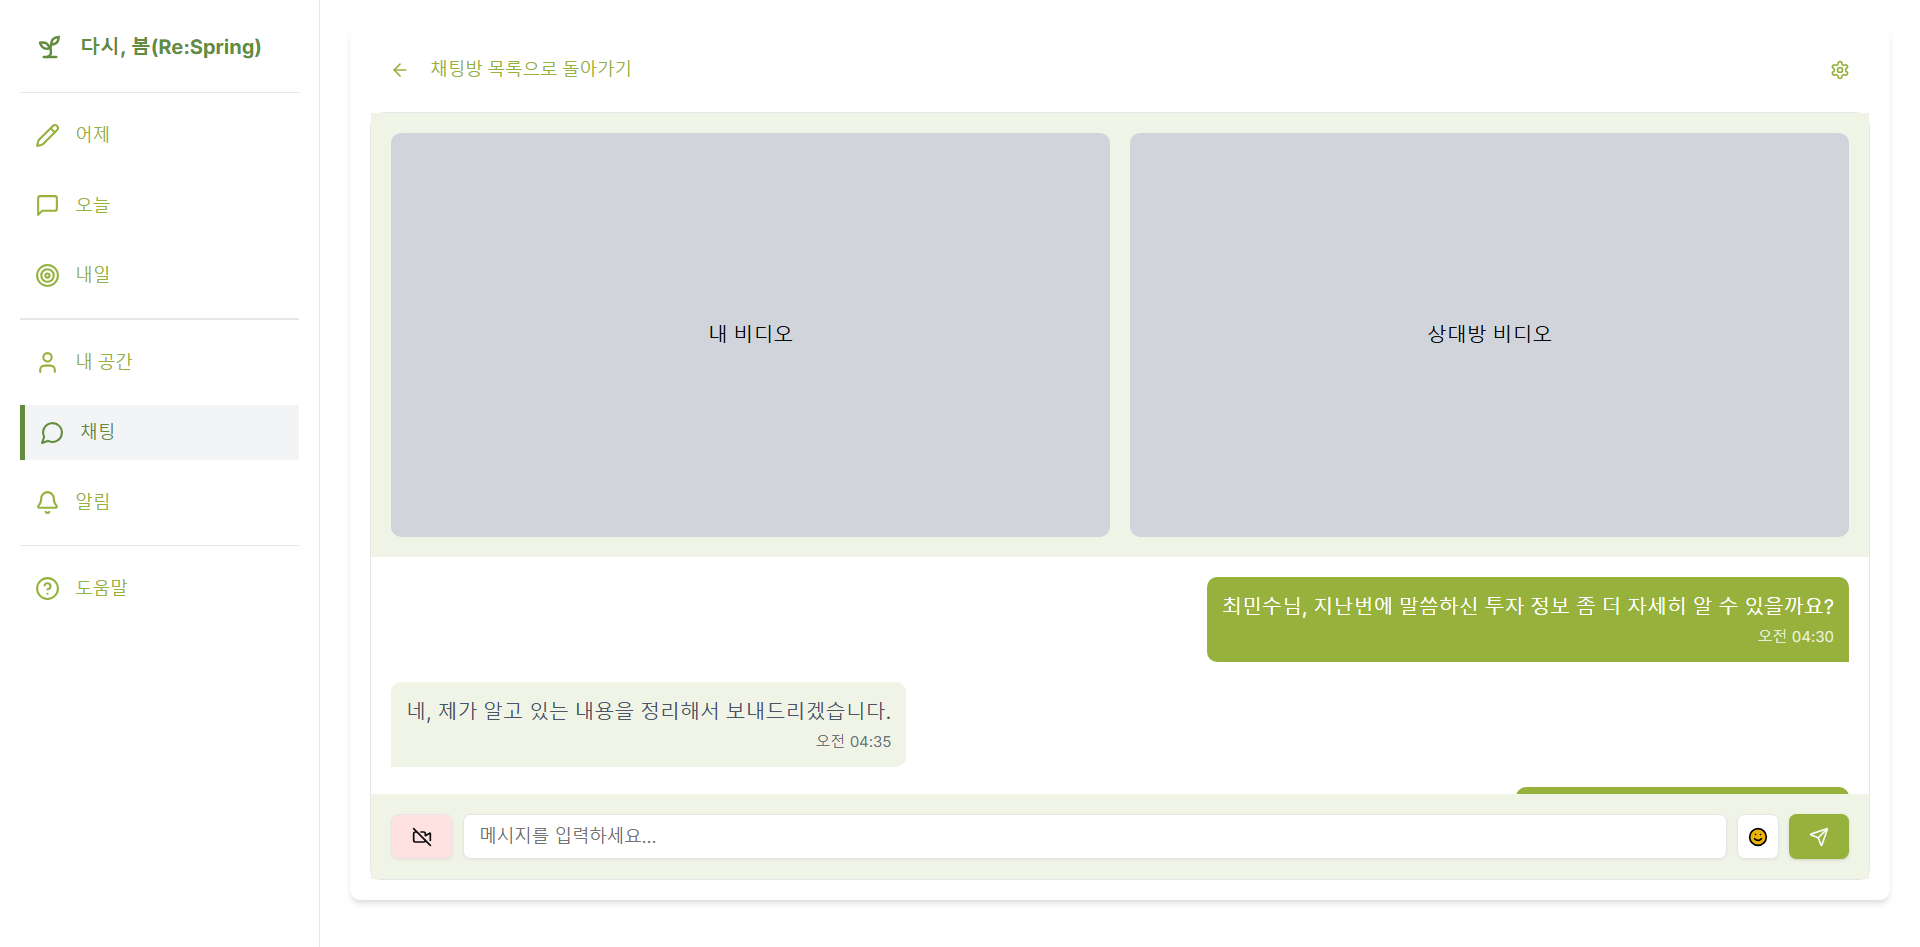 다시, 봄(Re:Spring)
어제
오늘
내일
내 공간
채팅
알림
도움말
채팅방 목록으로 돌아가기
내 비디오
상대방 비디오
최민수님, 지난번에 말씀하신 투자 정보 좀 더 자세히 알 수 있을까요?
오전 04:30
네, 제가 알고 있는 내용을 정리해서 보내드리겠습니다.
오전 04:35
메시지를 입력하세요...